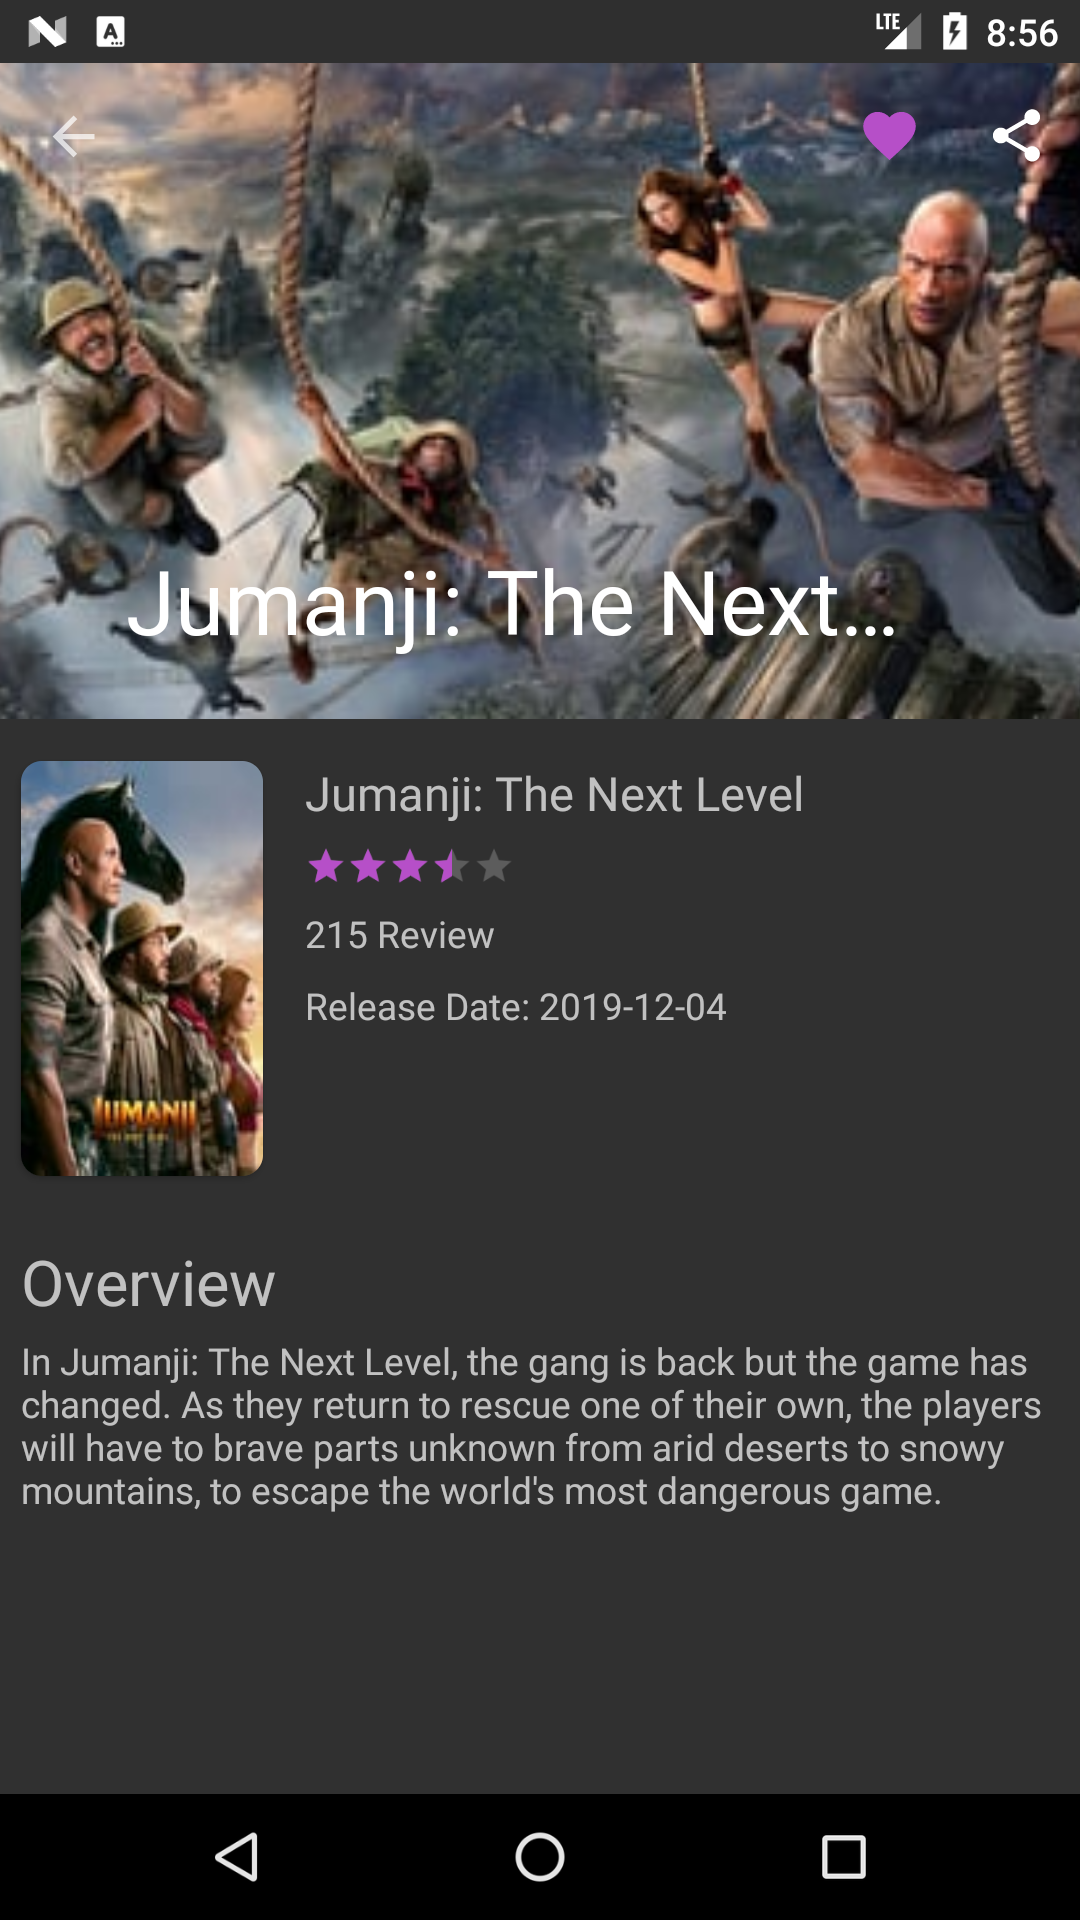 LTE 8:56
Jumanji: The Next...
Jumanji: The Next Level
215 Review
Release Date: 2019-12-04
JUMANJI
Overview
In Jumanji: The Next Level, the gang is back but the game has
changed. As they return to rescue one of their own, the players
will have to brave parts unknown from arid deserts to snowy
mountains, to escape the world's most dangerous game.